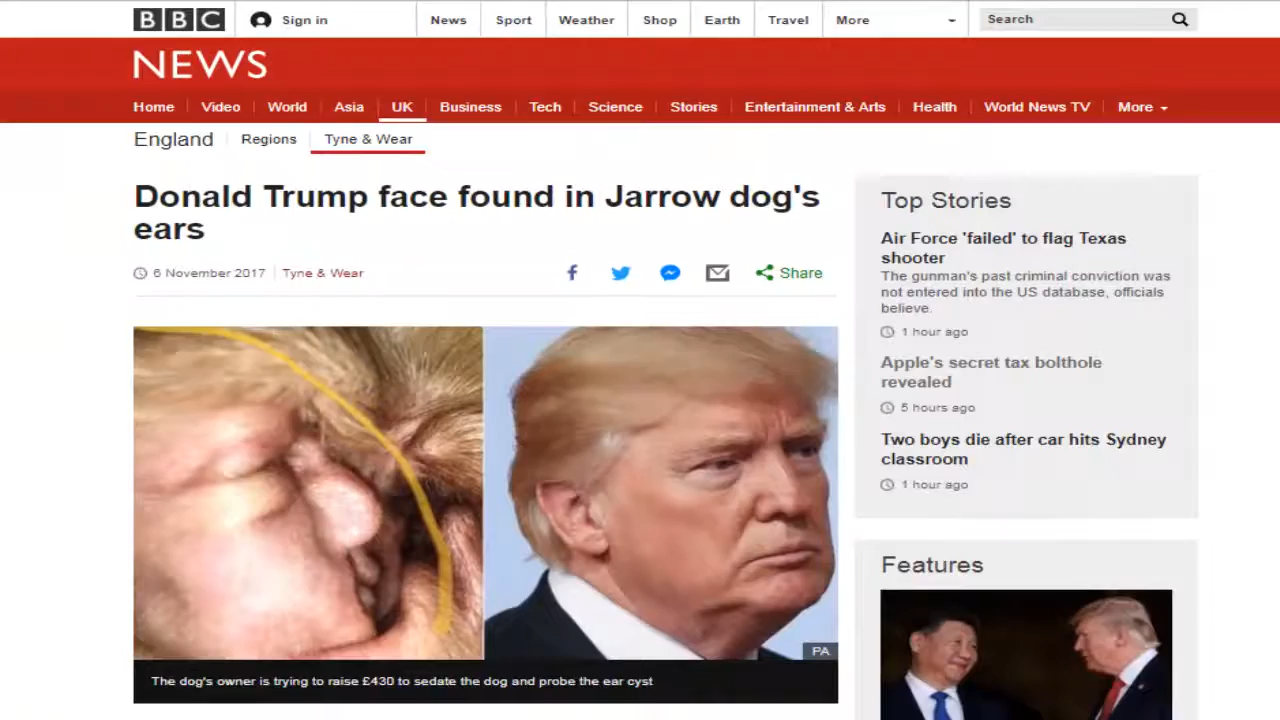 BBC Sign in News Sport Weather Shop Earth Travel More Search
NEWS
Home Video World Asia UK Business Tech Science Stories Entertainment & Arts Health World News TV More
England Regions Tyne & Wear
Donald Trump face found in Jarrow dog's
ears
6 November 2017 Tyne & Wear Share
PA
The dog's owner is trying to raise £430 to sedate the dog and probe the ear cyst
Top Stories
Air Force 'failed' to flag Texas
shooter
The gunman's past criminal conviction was
not entered into the US database, officials
believe.
1 hour ago
Apple's secret tax bolthole
revealed
5 hours ago
Two boys die after car hits Sydney
classroom
1 hour ago
Features